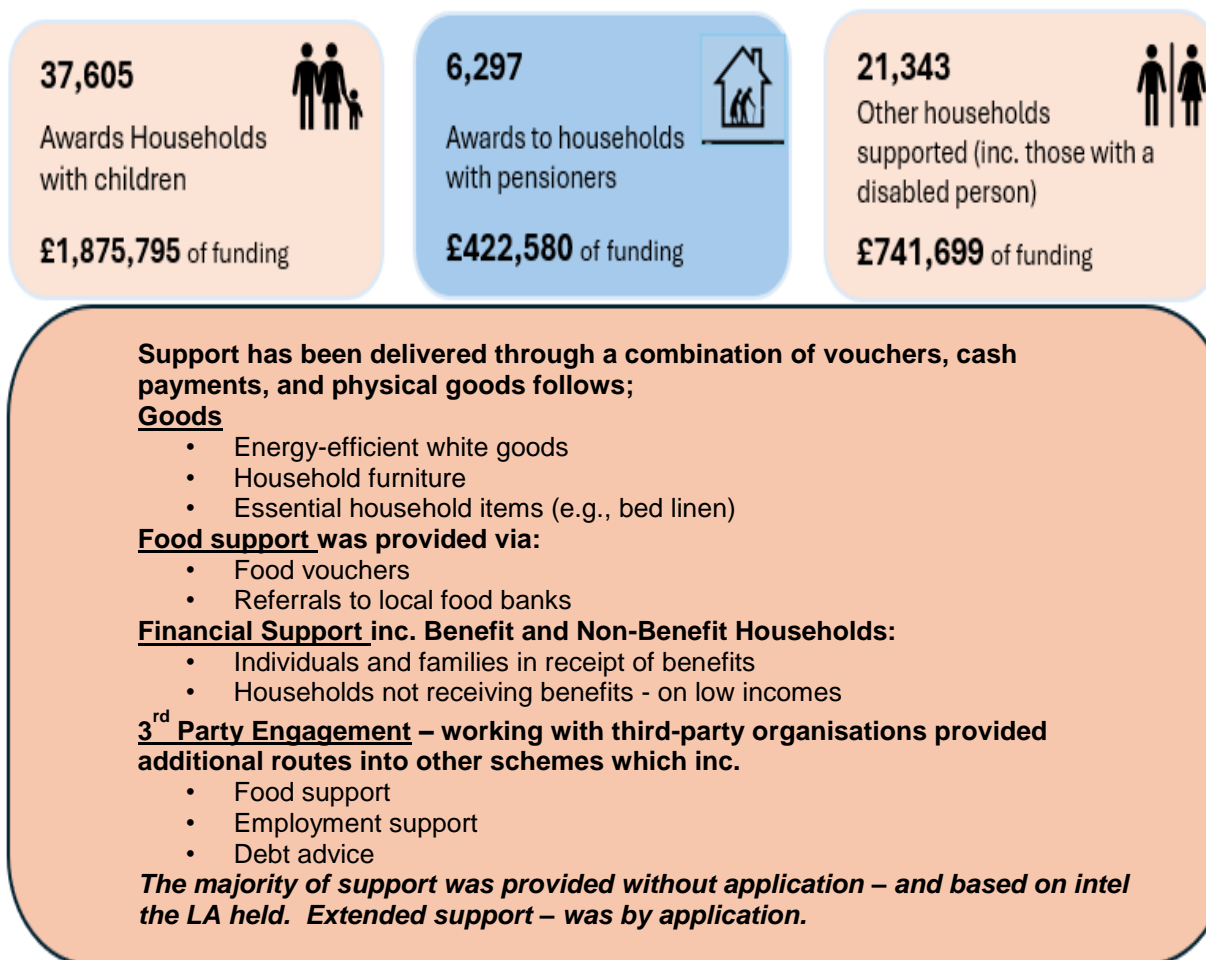 37,605
Awards Households
with children
£1,875,795 of funding
6,297
Awards to households
with pensioners
£422,580 of funding
21,343
Other households
supported (inc. those with a
disabled person)
£741,699 of funding
Support has been delivered through a combination of vouchers, cash
payments, and physical goods follows;
Goods
• Energy-efficient white goods
• Household furniture
• Essential household items (e.g., bed linen)
Food support was provided via:
• Food vouchers
• Referrals to local food banks
Financial Support inc. Benefit and Non-Benefit Households:
• Individuals and families in receipt of benefits
• Households not receiving benefits - on low incomes
3rd Party Engagement – working with third-party organisations provided
additional routes into other schemes which inc.
• Food support
• Employment support
• Debt advice
The majority of support was provided without application – and based on intel
the LA held.  Extended support – was by application.